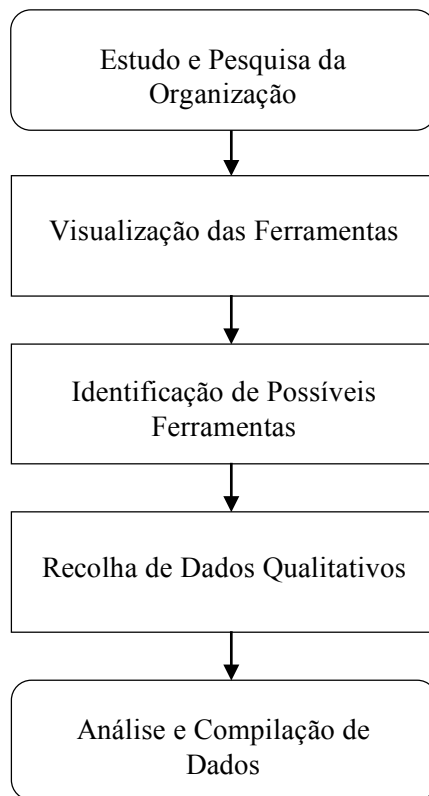 Estudo e Pesquisa da
Organização
Visualização das Ferramentas
Identificação de Possíveis
Ferramentas
Recolha de Dados Qualitativos
Análise e Compilação de
Dados